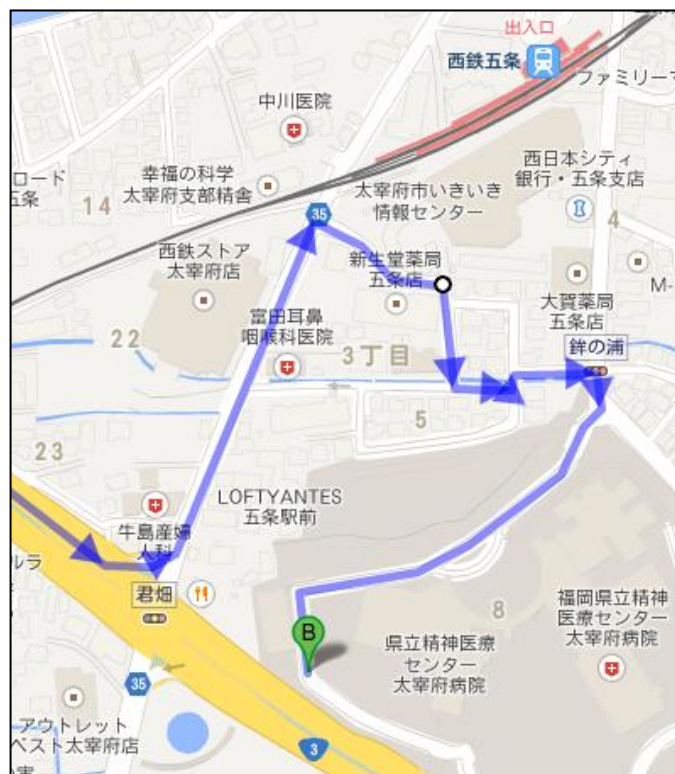 出入口
西鉄五条
ファミリーマ
中川医院
西日本シティ
銀行・五条支店
ロード
五条
幸福の科学
太宰府支部精舎
太宰府市いきいき
情報センター
14
4
35
西鉄ストア
太宰府店
新生堂薬局
五条店
大賀薬局
五条店
M-
富田耳鼻
咽喉科医院
鉾の浦
22
3丁目
5
23
LOFTYANTES
五条駅前
牛島産婦
人科
ルラ
君畑
B
8
福岡県立精神
医療センター
太宰府病院
県立精神医療
センター
太宰府病院
35
アウトレット
ベスト太宰府店
3